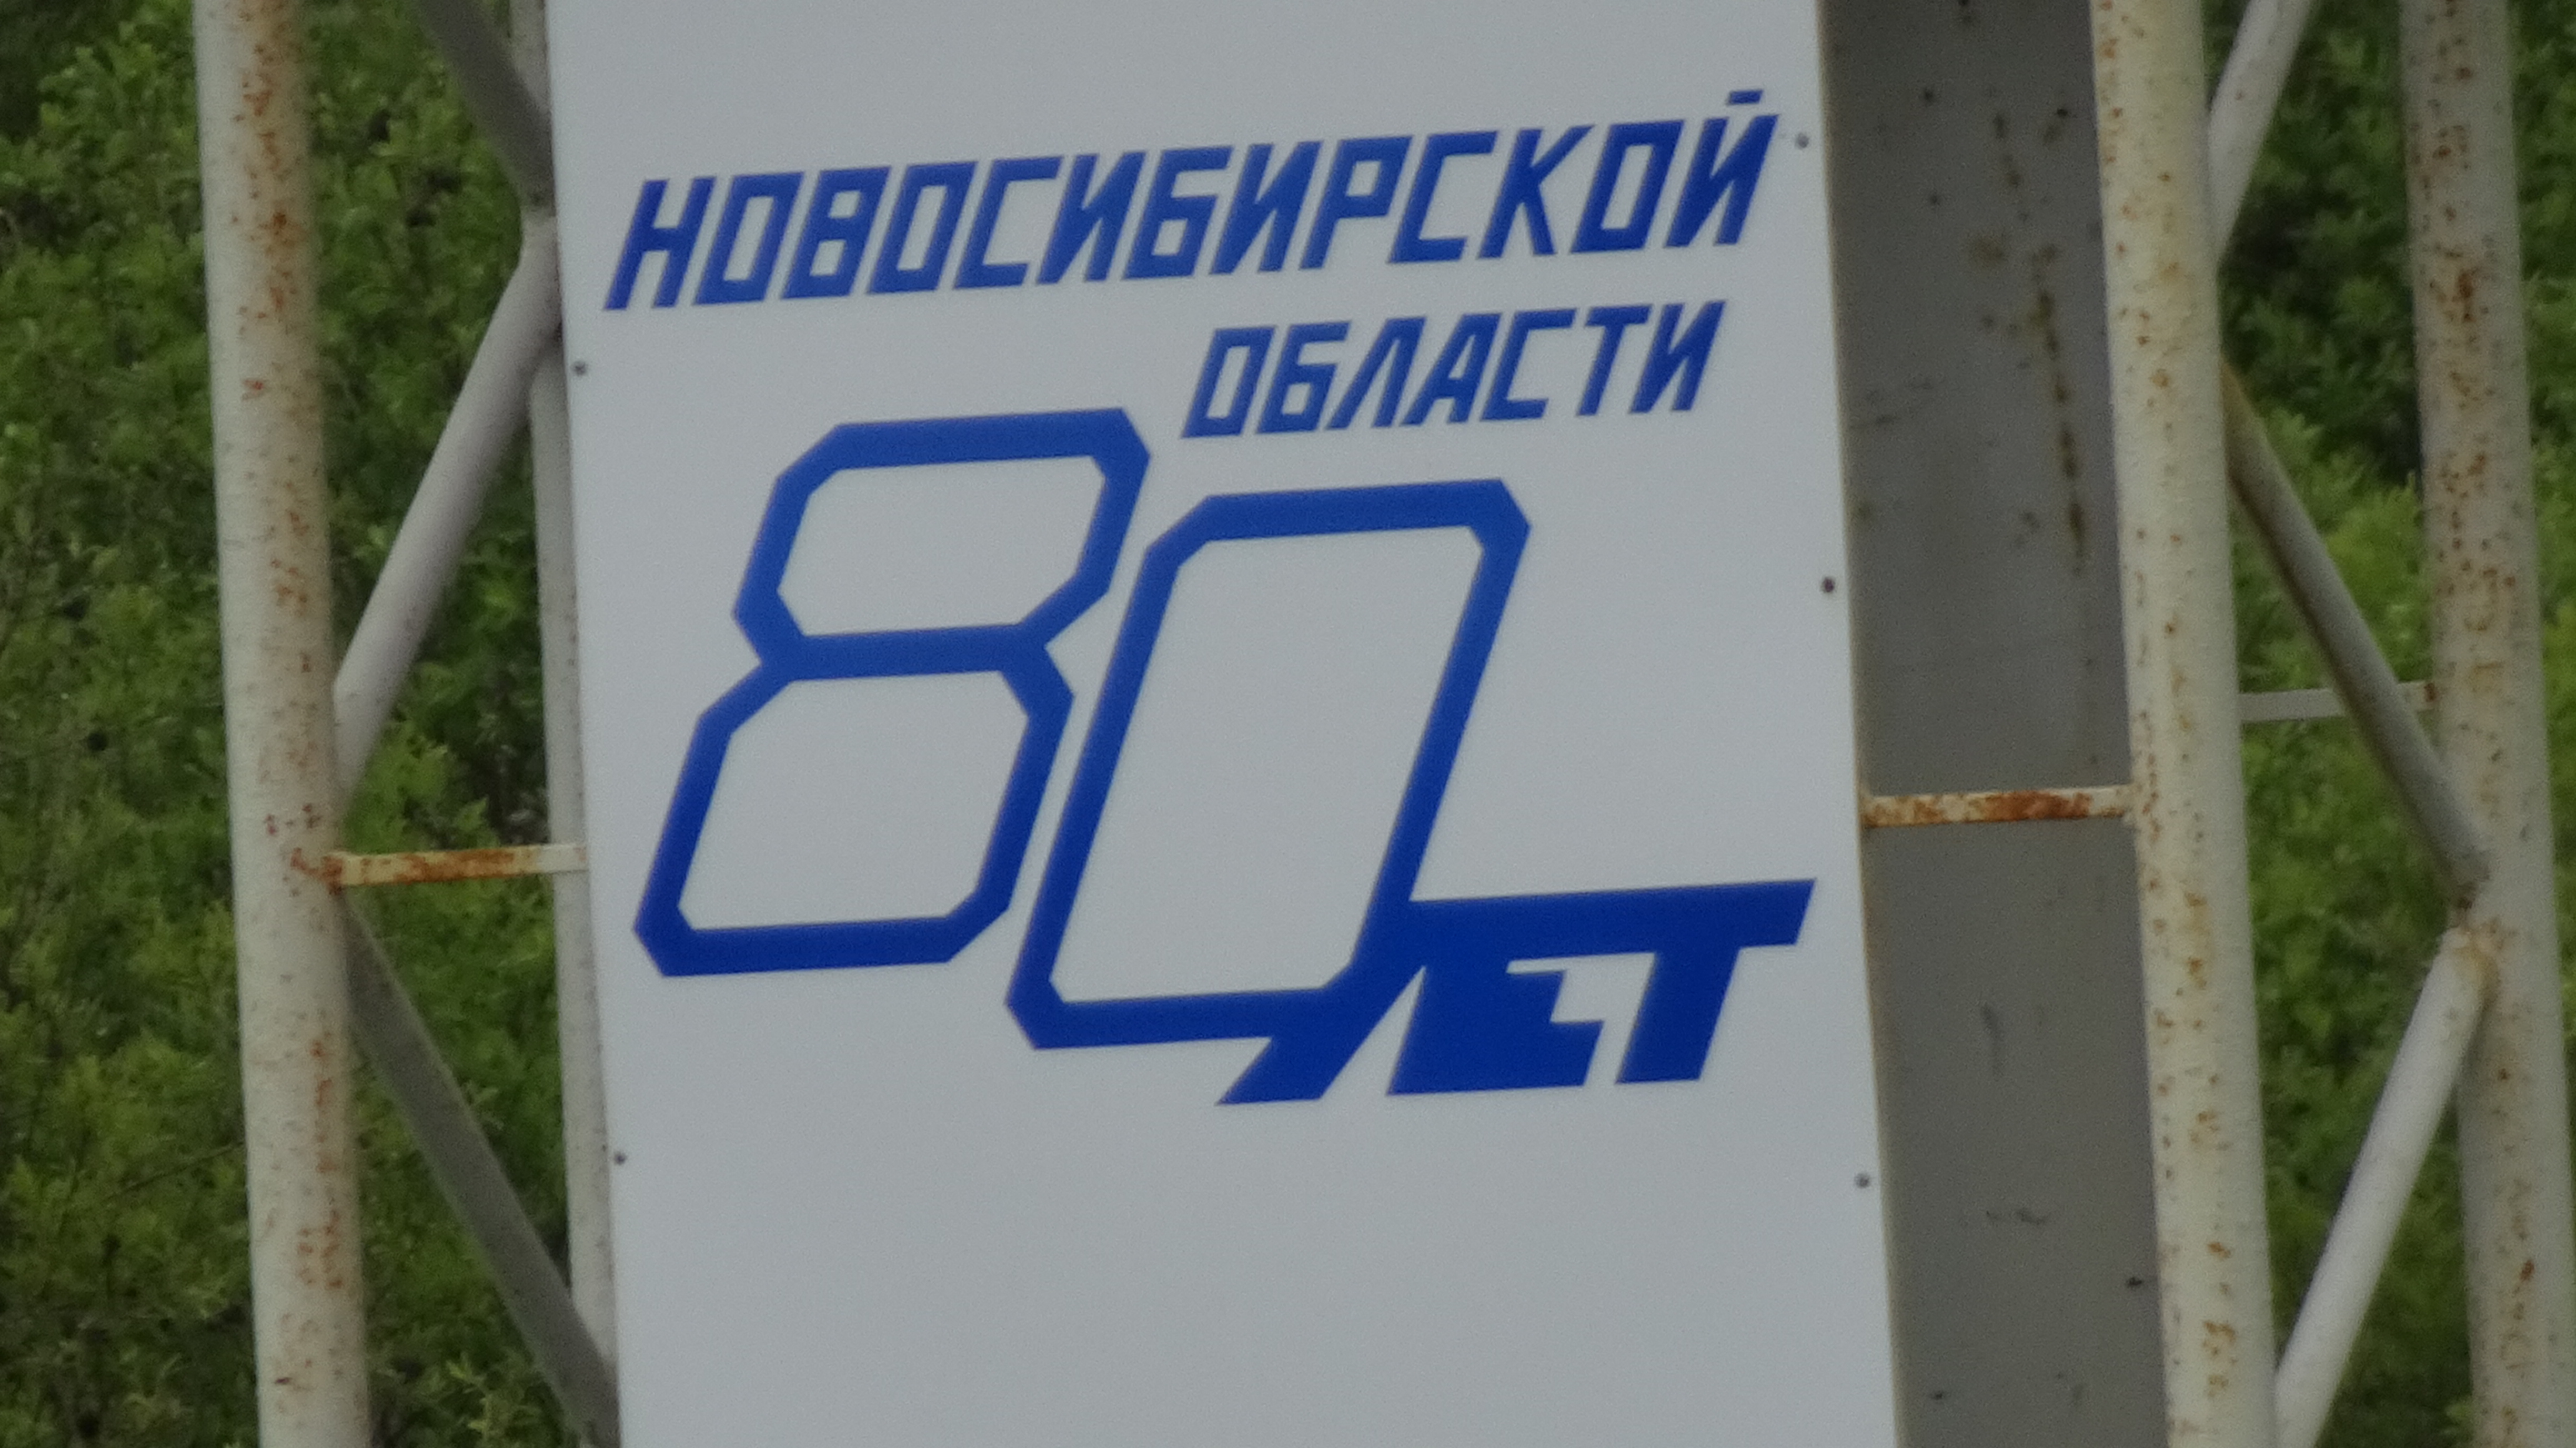 НОВОСИБИРСКОЙ
ОБЛАСТИ
80
ЛЕТ